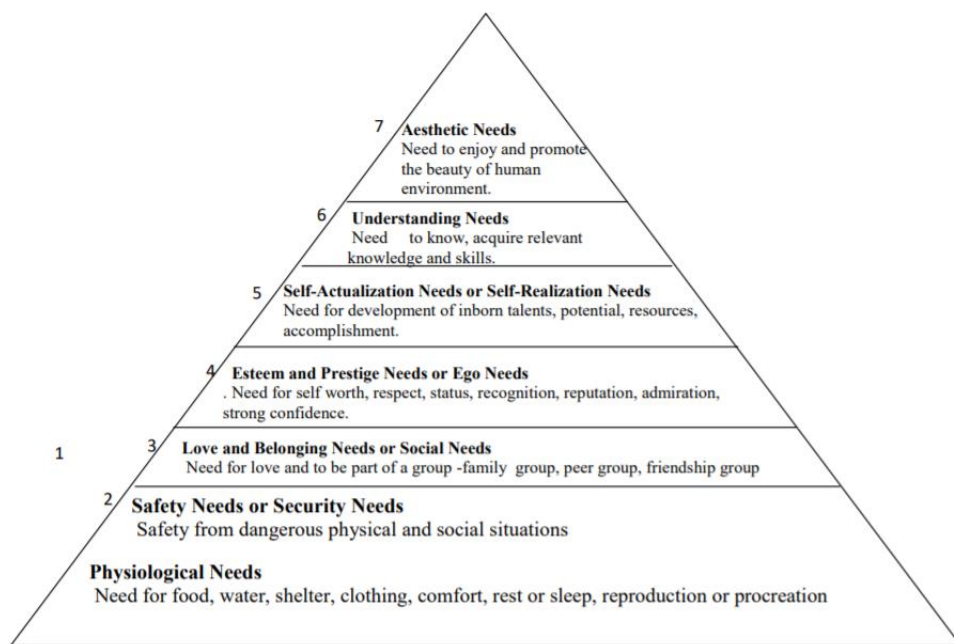 7 Aesthetic Needs
Need to enjoy and promote
the beauty of human
environment.
6 Understanding Needs
Need to know, acquire relevant
knowledge and skills.
5 Self-Actualization Needs or Self-Realization Needs
Need for development of inborn talents, potential, resources,
accomplishment.
4 Esteem and Prestige Needs or Ego Needs
. Need for self worth, respect, status, recognition, reputation, admiration,
strong confidence.
3 Love and Belonging Needs or Social Needs
1
Need for love and to be part of a group -family group, peer group, friendship group
2 Safety Needs or Security Needs
Safety from dangerous physical and social situations
Physiological Needs
Need for food, water, shelter, clothing, comfort, rest or sleep, reproduction or procreation